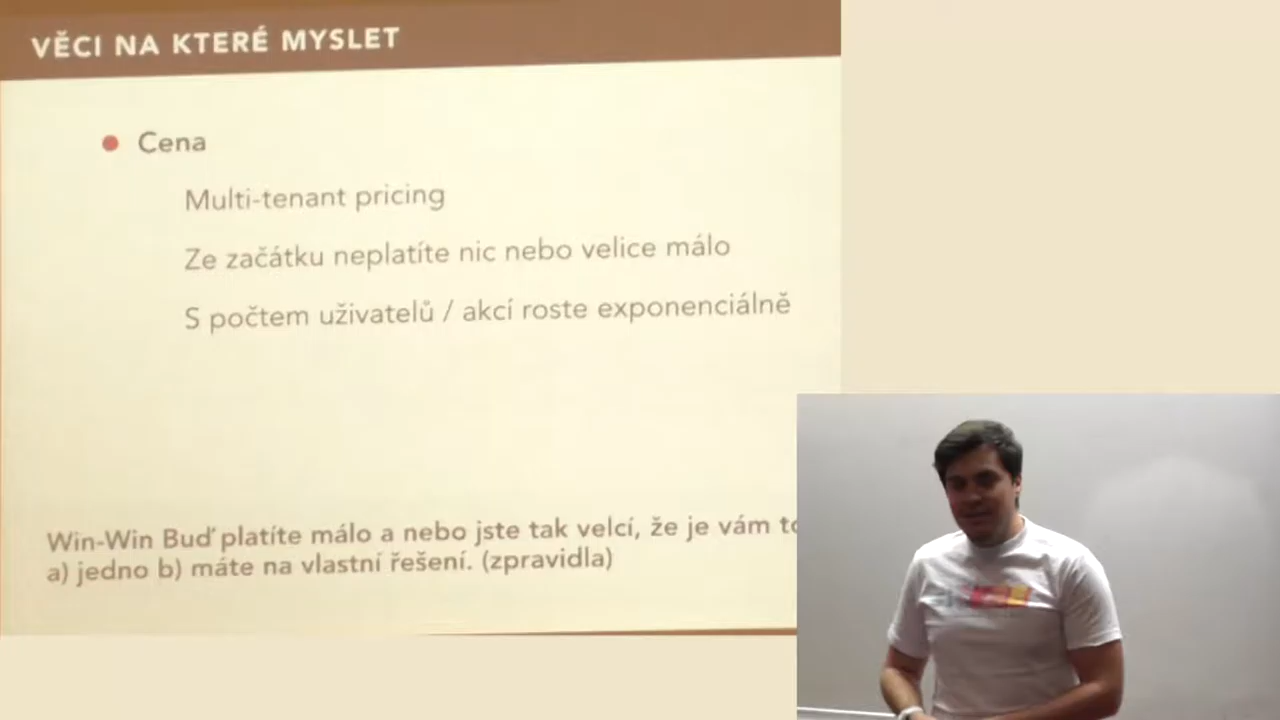 VĚCI NA KTERÉ MYSLET
Cena
Multi-tenant pricing
Ze začátku neplatíte nic nebo velice málo
S počtem uživatelů / akcí roste exponenciálně
Win-Win Buď platíte málo a nebo jste tak velcí, že je vám
a) jedno b) máte na vlastní řešení. (zpravidla)